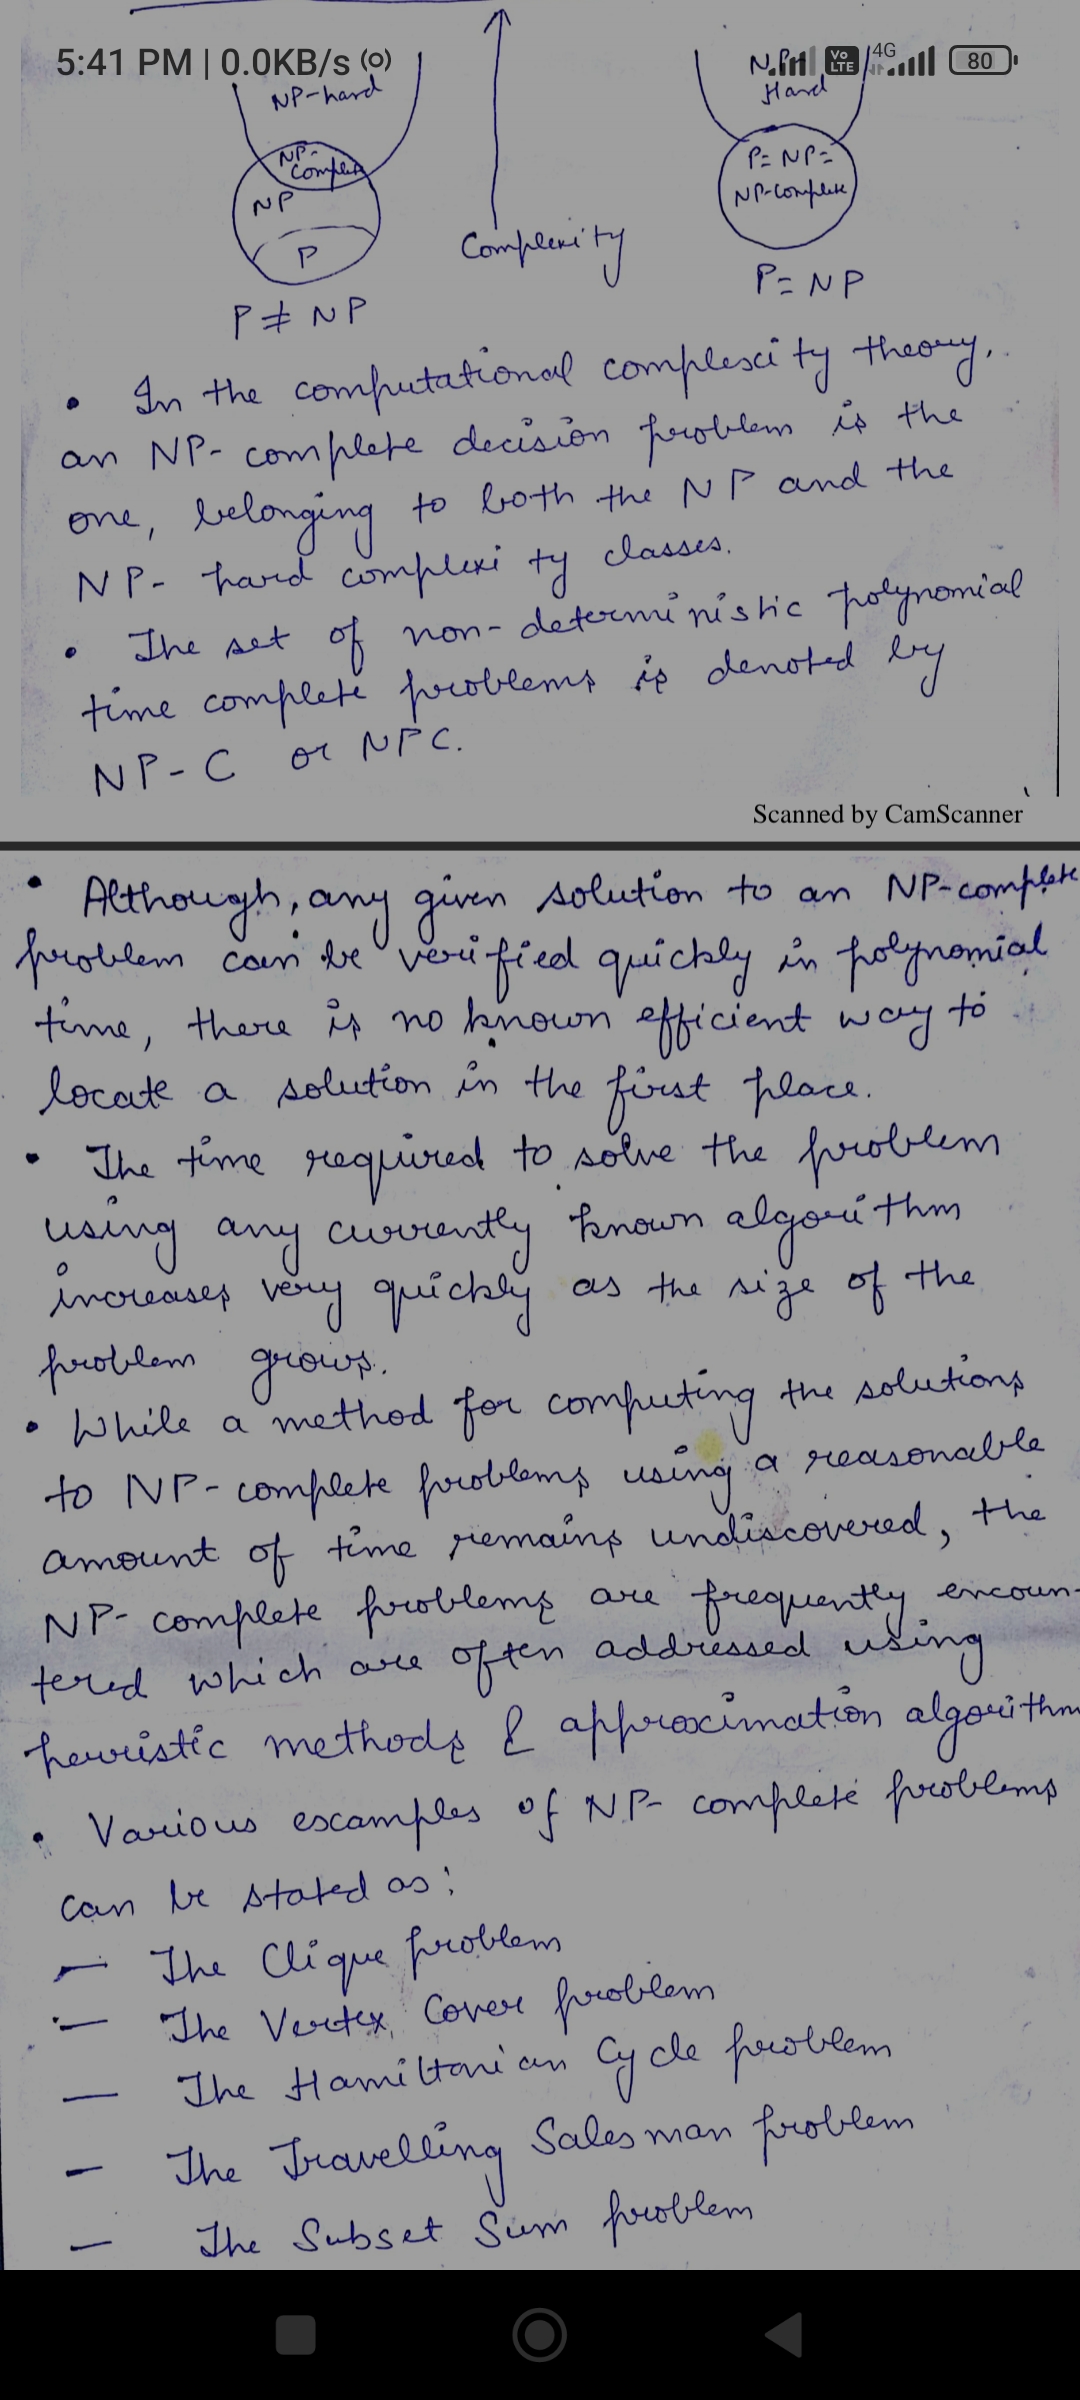 5:41 PM | 0.0KB/s
Vo LTE 4G 80
NP-hard
Hard
NP-
Complete
NP
P
P ≠ NP
Complexity
P = NP =
NP-Complete
P = NP
• In the computational complexity theory,
an NP- complete decision problem is the
one, belonging to both the NP and the
NP- hard complexity classes.
• The set of non-deterministic polynomial
time complete problems is denoted by
NP-C or NPC.
Scanned by CamScanner
• Although, any given solution to an NP-complete
problem can be verified quickly in polynomial
time, there is no known efficient way to
locate a solution in the first place.
• The time required to solve the problem
using any currently known algorithm
increases very quickly as the size of the
problem grows.
• While a method for computing the solutions
to NP-complete problems using a reasonable
amount of time remains undiscovered, the
NP- complete problems are frequently encoun-
tered which are often addressed using
heuristic methods & approximation algorithm
• Various examples of NP- complete problems
can be stated as:
— The Clique problem
— The Vertex Cover problem
— The Hamiltonian Cycle problem
— The Travelling Salesman problem
— The Subset Sum problem